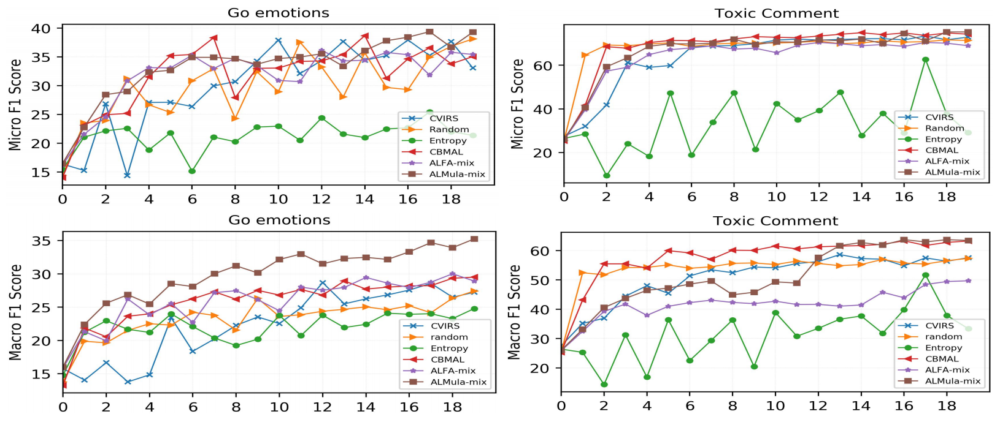 Go emotions
Micro F1 Score
40
35
30
25
20
15
0 2 4 6 8 10 12 14 16 18
CVIRS
Random
Entropy
CBMAL
ALFA-mix
ALMula-mix
Toxic Comment
Micro F1 Score
60
40
20
0 2 4 6 8 10 12 14 16 18
CVIRS
Random
Entropy
CBMAL
ALFA-mix
ALMula-mix
Go emotions
Macro F1 Score
35
30
25
20
15
0 2 4 6 8 10 12 14 16 18
CVIRS
random
Entropy
CBMAL
ALFA-mix
ALMula-mix
Toxic Comment
Macro F1 Score
60
50
40
30
20
0 2 4 6 8 10 12 14 16 18
CVIRS
random
Entropy
CBMAL
ALFA-mix
ALMula-mix